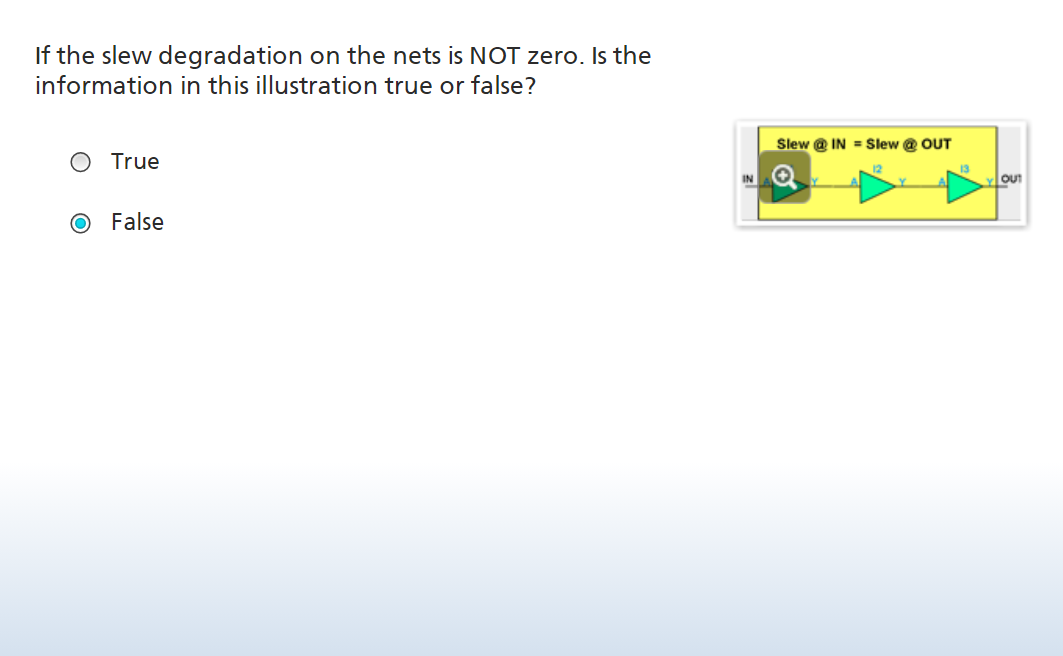 If the slew degradation on the nets is NOT zero. Is the
information in this illustration true or false?
True
False
Slew @ IN = Slew @ OUT
I2
I3
IN
A
Y
A
Y
A
Y
OUT